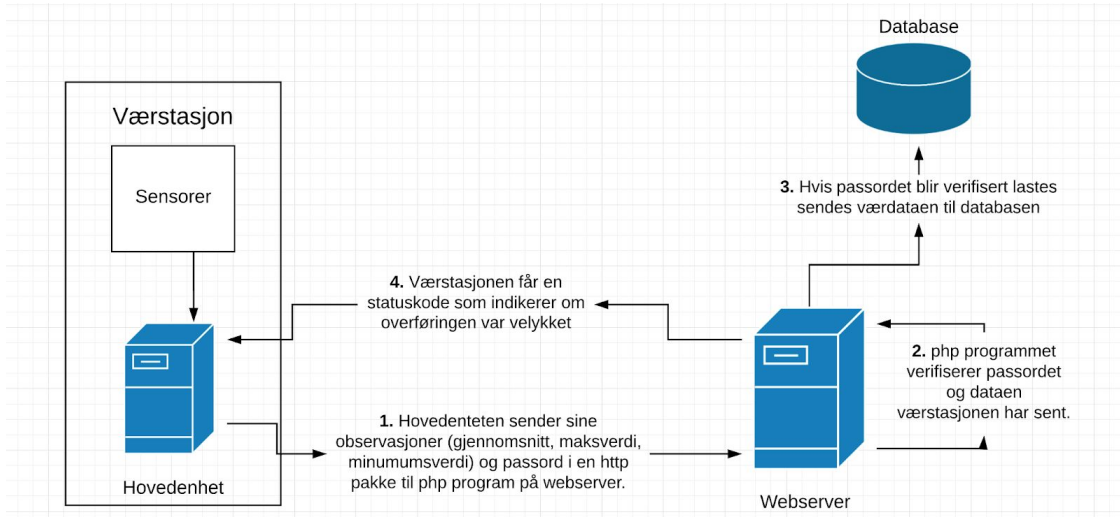 Database
Værstasjon
Sensorer
3. Hvis passordet blir verifisert lastes
sendes værdataen til databasen
4. Værstasjonen får en
statuskode som indikerer om
overføringen var velykket
2. php programmet
verifiserer passordet
og dataen
værstasjonen har sent.
1. Hovedenteten sender sine
observasjoner (gjennomsnitt, maksverdi,
minumumsverdi) og passord i en http
pakke til php program på webserver.
Hovedenhet
Webserver